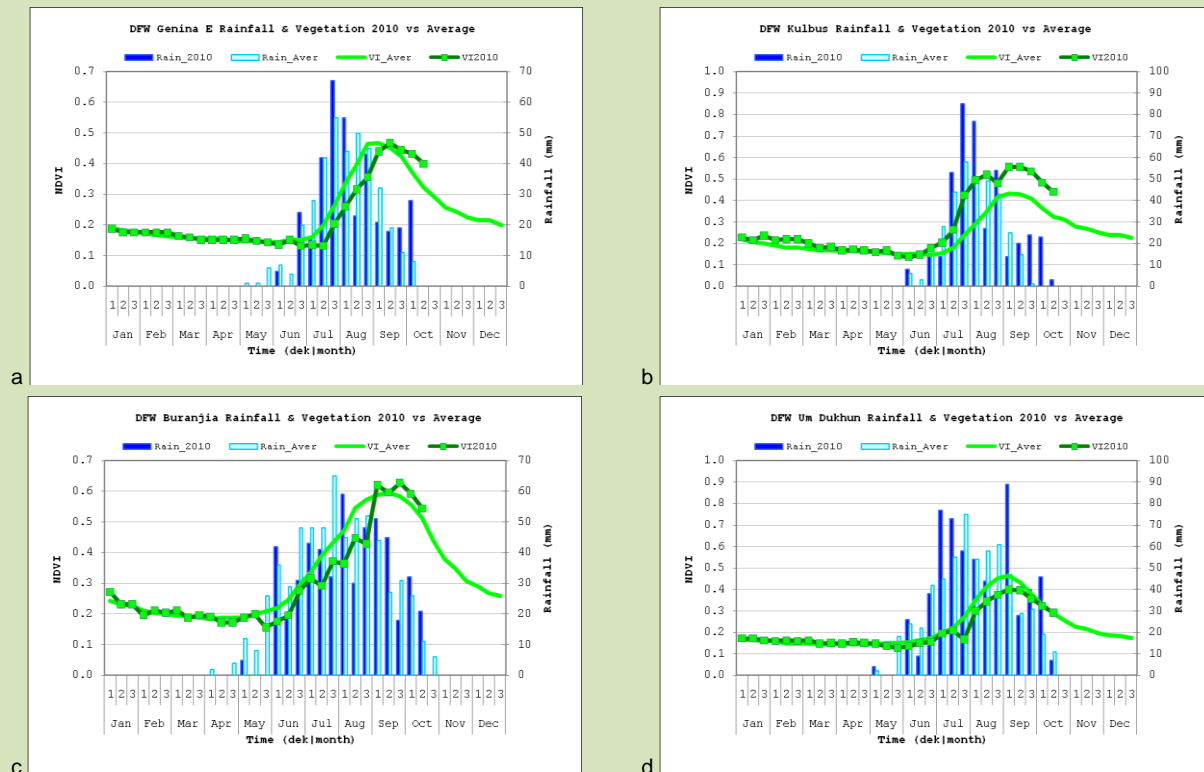 DFW Genina E Rainfall & Vegetation 2010 vs Average
Rain_2010 Rain_Aver VI_Aver VI2010
0.7 70
0.6 60
0.5 50
0.4 40
0.3 30
0.2 20
0.1 10
0.0 0
NDVI
Rainfall (mm)
1 2 3 1 2 3 1 2 3 1 2 3 1 2 3 1 2 3 1 2 3 1 2 3 1 2 3 1 2 3 1 2 3 1 2 3
Jan Feb Mar Apr May Jun Jul Aug Sep Oct Nov Dec
Time (dek|month)
a
DFW Kulbus Rainfall & Vegetation 2010 vs Average
Rain_2010 Rain_Aver VI_Aver VI2010
1.0 100
0.9 90
0.8 80
0.7 70
0.6 60
0.5 50
0.4 40
0.3 30
0.2 20
0.1 10
0.0 0
NDVI
Rainfall (mm)
1 2 3 1 2 3 1 2 3 1 2 3 1 2 3 1 2 3 1 2 3 1 2 3 1 2 3 1 2 3 1 2 3 1 2 3
Jan Feb Mar Apr May Jun Jul Aug Sep Oct Nov Dec
Time (dek|month)
b
DFW Buranjia Rainfall & Vegetation 2010 vs Average
Rain_2010 Rain_Aver VI_Aver VI2010
0.7 70
0.6 60
0.5 50
0.4 40
0.3 30
0.2 20
0.1 10
0.0 0
NDVI
Rainfall (mm)
1 2 3 1 2 3 1 2 3 1 2 3 1 2 3 1 2 3 1 2 3 1 2 3 1 2 3 1 2 3 1 2 3 1 2 3
Jan Feb Mar Apr May Jun Jul Aug Sep Oct Nov Dec
Time (dek|month)
c
DFW Um Dukhun Rainfall & Vegetation 2010 vs Average
Rain_2010 Rain_Aver VI_Aver VI2010
1.0 100
0.9 90
0.8 80
0.7 70
0.6 60
0.5 50
0.4 40
0.3 30
0.2 20
0.1 10
0.0 0
NDVI
Rainfall (mm)
1 2 3 1 2 3 1 2 3 1 2 3 1 2 3 1 2 3 1 2 3 1 2 3 1 2 3 1 2 3 1 2 3 1 2 3
Jan Feb Mar Apr May Jun Jul Aug Sep Oct Nov Dec
Time (dek|month)
d